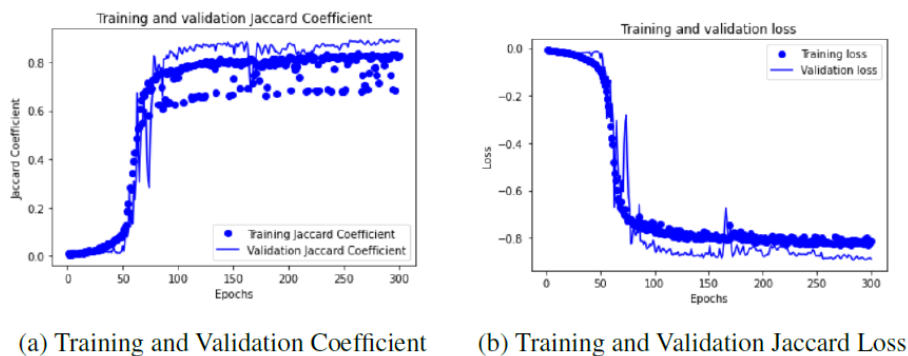 Training and validation Jaccard Coefficient
Jaccard Coefficient
0.8
0.6
0.4
0.2
0.0
Training Jaccard Coefficient
Validation Jaccard Coefficient
0 50 100 150 200 250 300
Epochs
(a) Training and Validation Coefficient
Training and validation loss
Loss
0.0
−0.2
−0.4
−0.6
−0.8
Training loss
Validation loss
0 50 100 150 200 250 300
Epochs
(b) Training and Validation Jaccard Loss